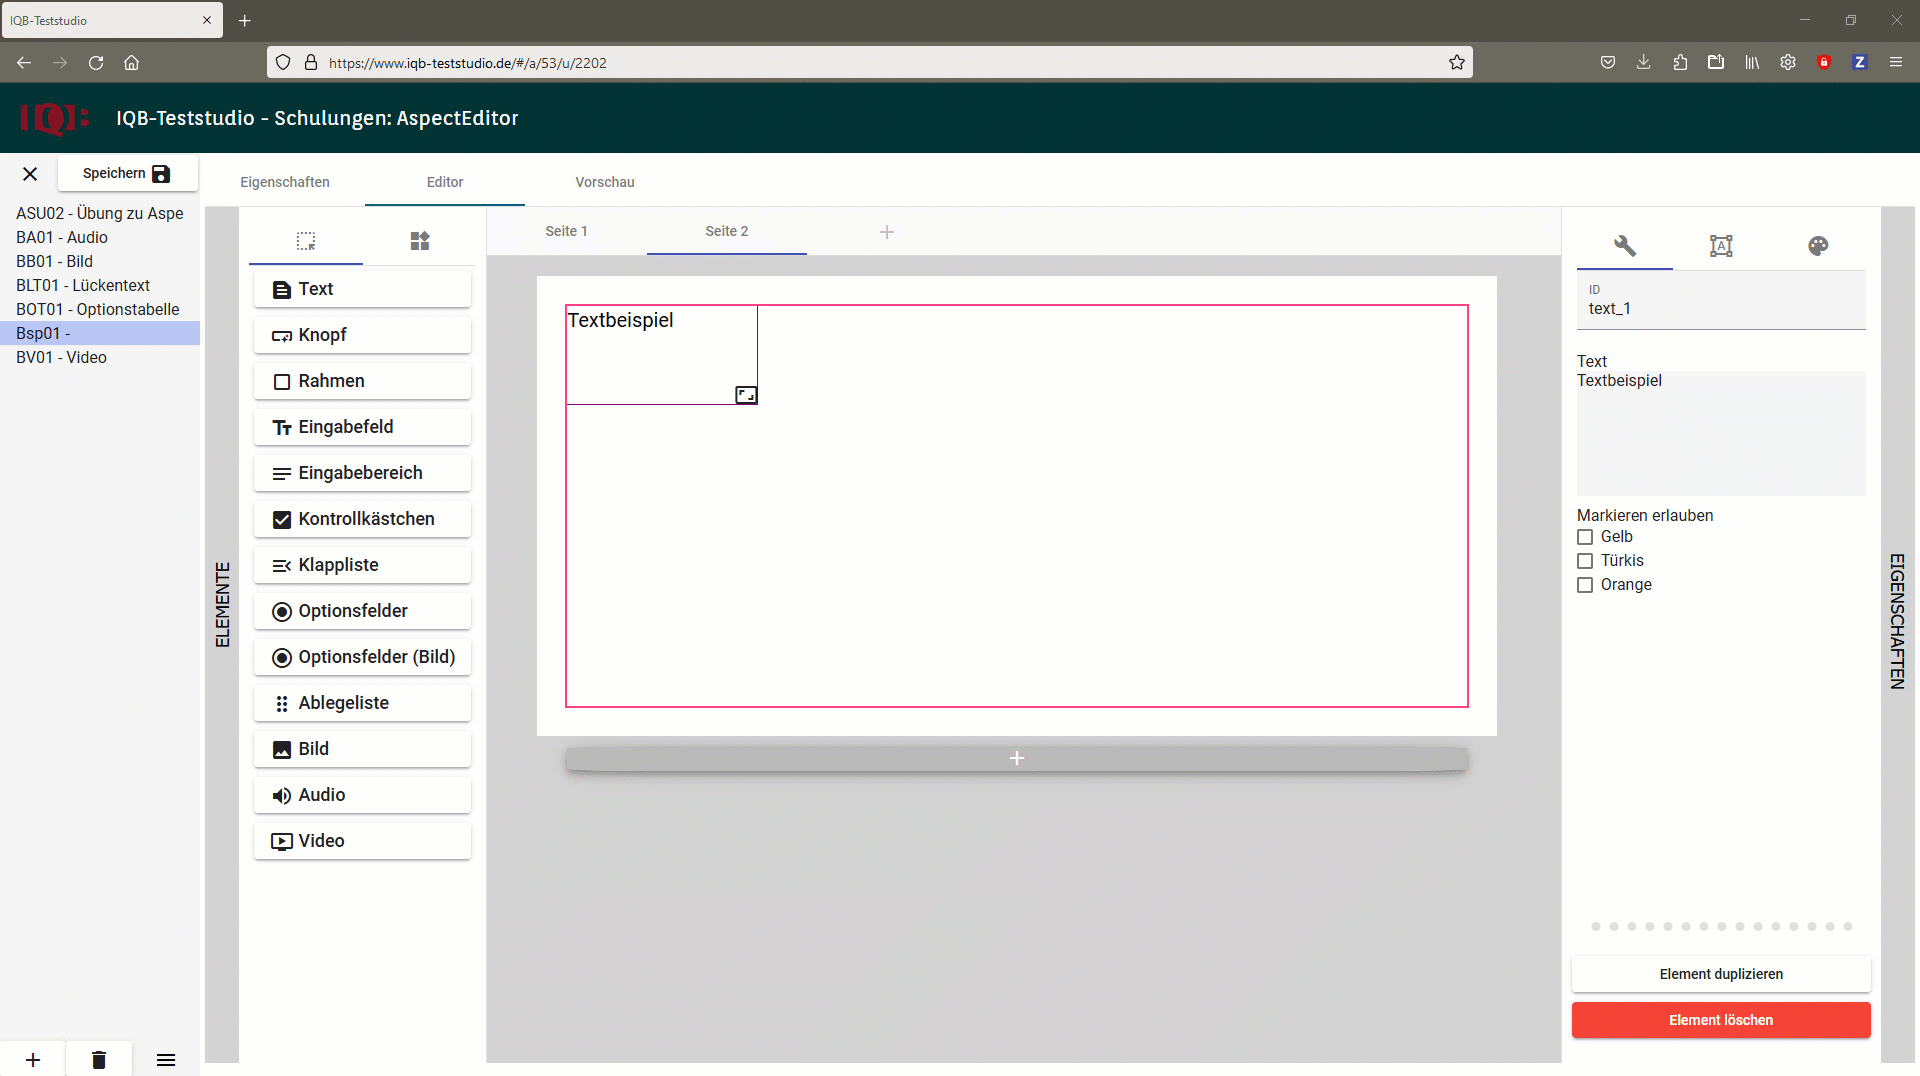 IQB-Teststudio
https://www.iqb-teststudio.de/#/a/53/u/2202
Z
IQB:
IQB-Teststudio - Schulungen: AspectEditor
Speichern
ASU02 - Übung zu Aspe
BA01 - Audio
BB01 - Bild
BLT01 - Lückentext
BOT01 - Optionstabelle
Bsp01 -
BV01 - Video
Eigenschaften
Editor
Vorschau
ELEMENTE
Text
Knopf
Rahmen
Eingabefeld
Eingabebereich
Kontrollkästchen
Klappliste
Optionsfelder
Optionsfelder (Bild)
Ablegeliste
Bild
Audio
Video
Seite 1
Seite 2
Textbeispiel
ID
text_1
Text
Textbeispiel
Markieren erlauben
Gelb
Türkis
Orange
Element duplizieren
Element löschen
EIGENSCHAFTEN